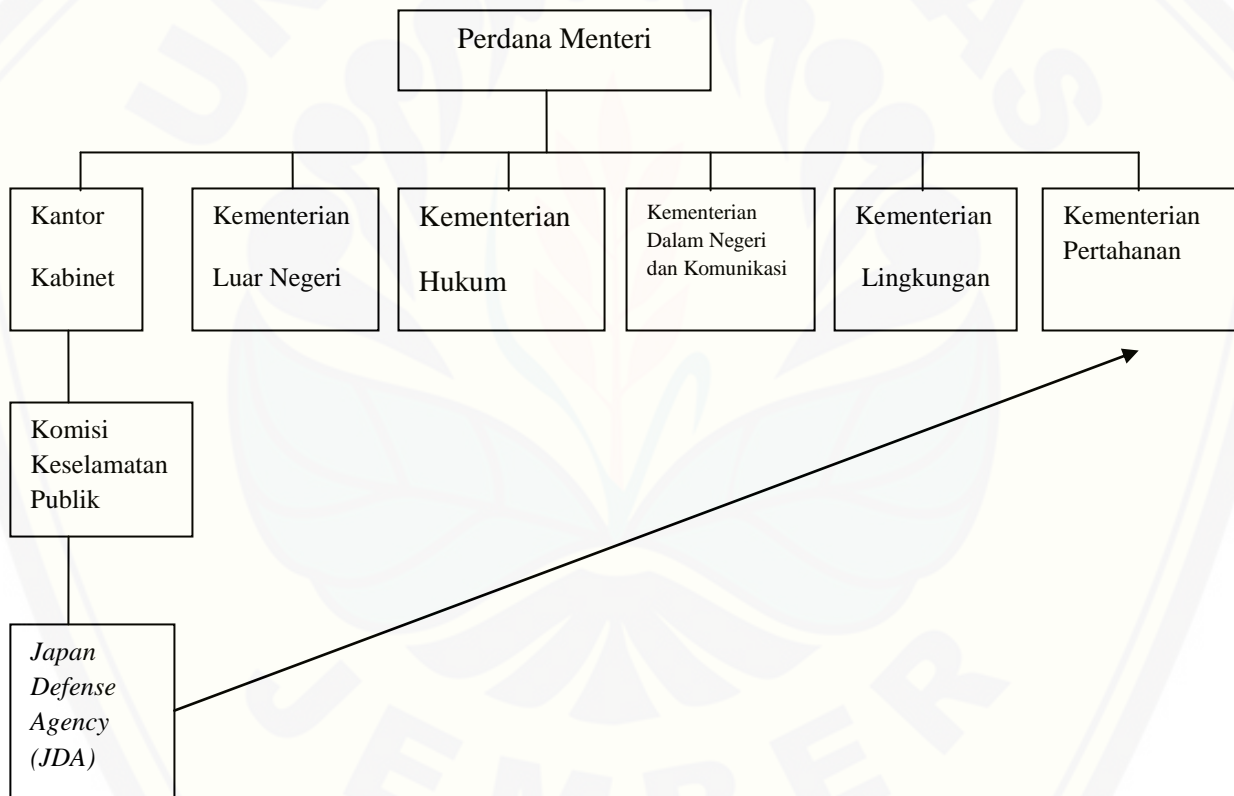 Perdana Menteri
Kantor
Kabinet
Kementerian
Luar Negeri
Kementerian
Hukum
Kementerian
Dalam Negeri
dan Komunikasi
Kementerian
Lingkungan
Kementerian
Pertahanan
Komisi
Keselamatan
Publik
Japan
Defense
Agency
(JDA)